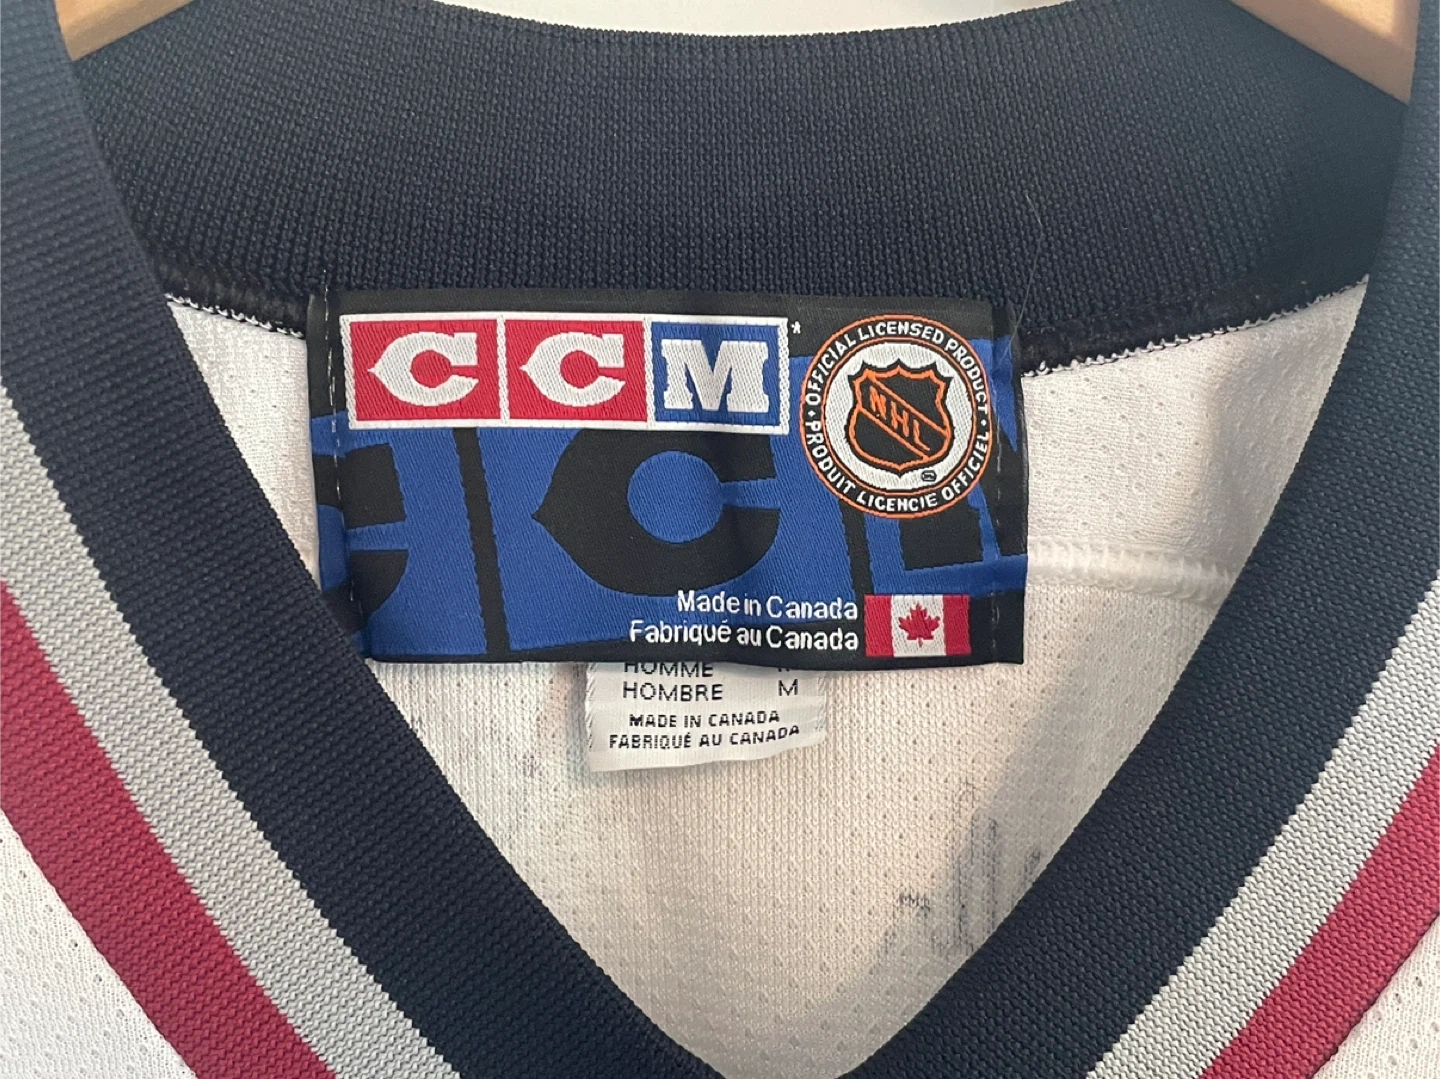 CCM*
OFFICIAL LICENSED PRODUCT
NHL
PRODUIT LICENCIE OFFICIEL
Made in Canada
Fabriqué au Canada
HOMME
HOMBRE M
MADE IN CANADA
FABRIQUÉ AU CANADA